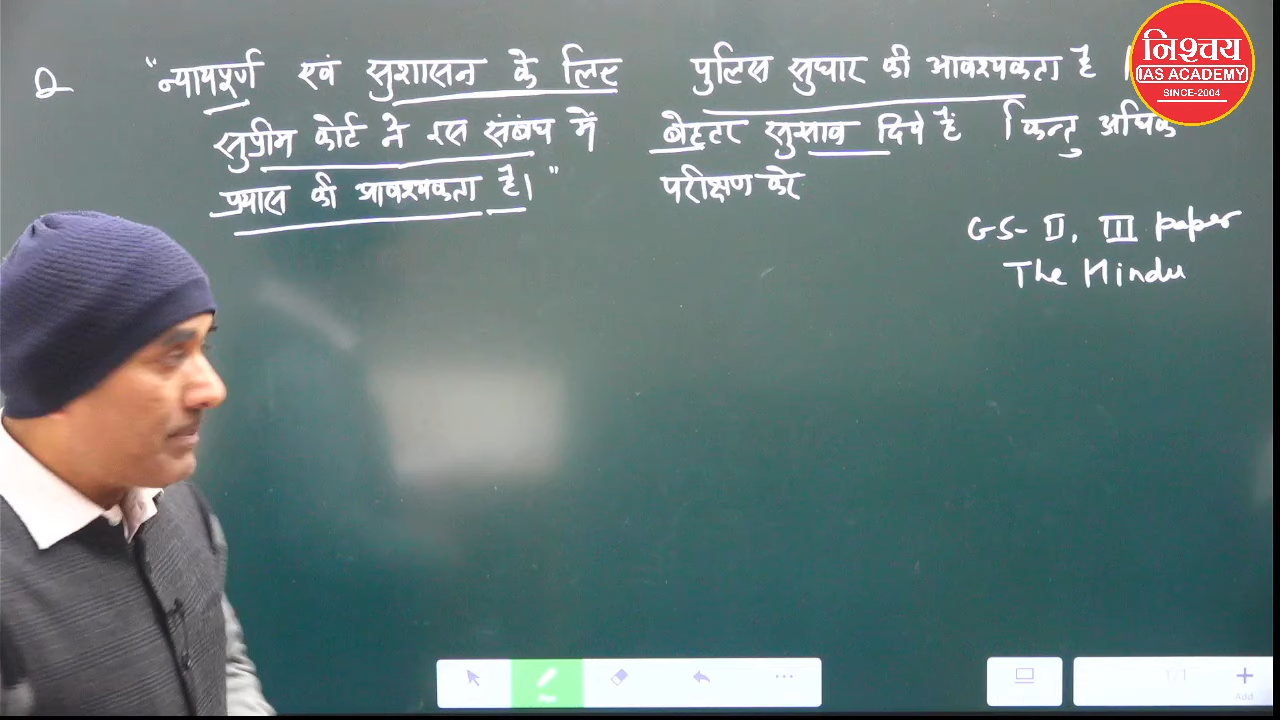 Q "न्यायपूर्ण एवं सुशासन के लिए पुलिस सुधार की आवश्यकता है।
सुप्रीम कोर्ट ने इस संबंध में बेहतर सुझाव दिये हैं किन्तु अधिक
प्रयास की आवश्यकता है।" परीक्षण करे
GS- II, III paper
The Hindu
निश्चय
IAS ACADEMY
SINCE-2004
Add